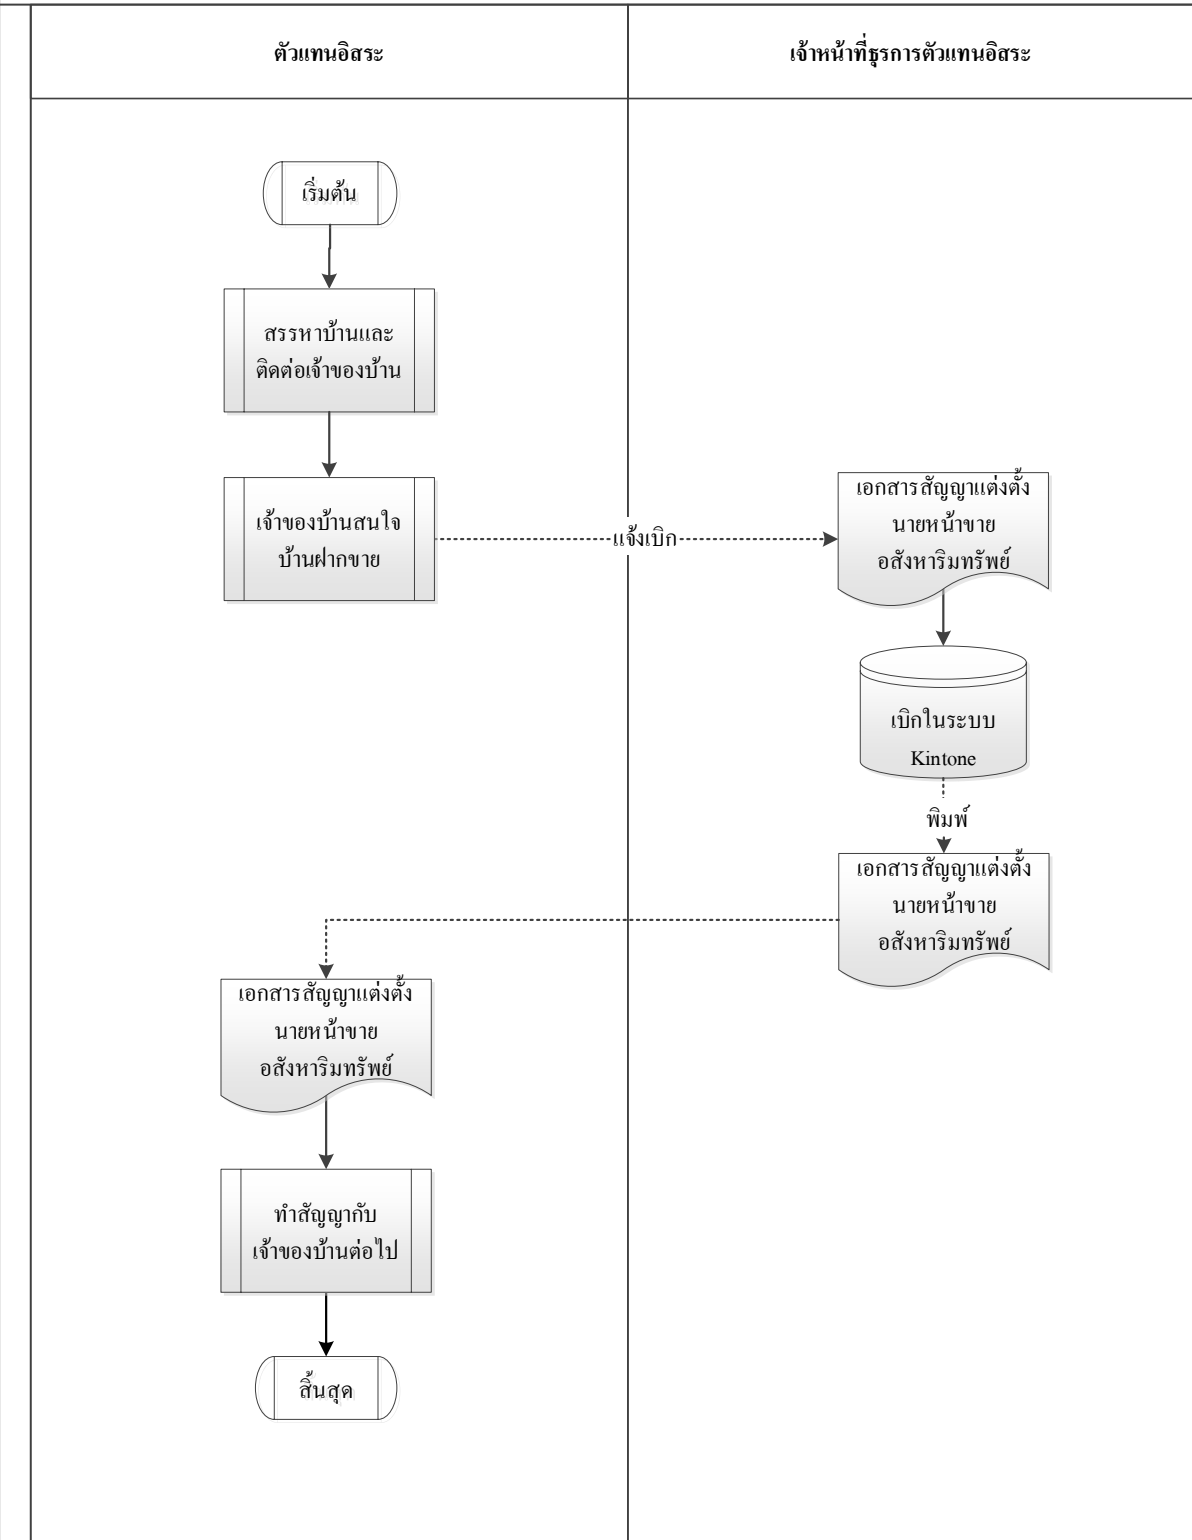 ตัวแทนอิสระ
เจ้าหน้าที่ธุรการตัวแทนอิสระ
เริ่มต้น
สรรหาบ้านและ
ติดต่อเจ้าของบ้าน
เจ้าของบ้านสนใจ
บ้านฝากขาย
แจ้งเบิก
เอกสารสัญญาแต่งตั้ง
นายหน้าขาย
อสังหาริมทรัพย์
เบิกในระบบ
Kintone
พิมพ์
เอกสารสัญญาแต่งตั้ง
นายหน้าขาย
อสังหาริมทรัพย์
เอกสารสัญญาแต่งตั้ง
นายหน้าขาย
อสังหาริมทรัพย์
ทำสัญญากับ
เจ้าของบ้านต่อไป
สิ้นสุด